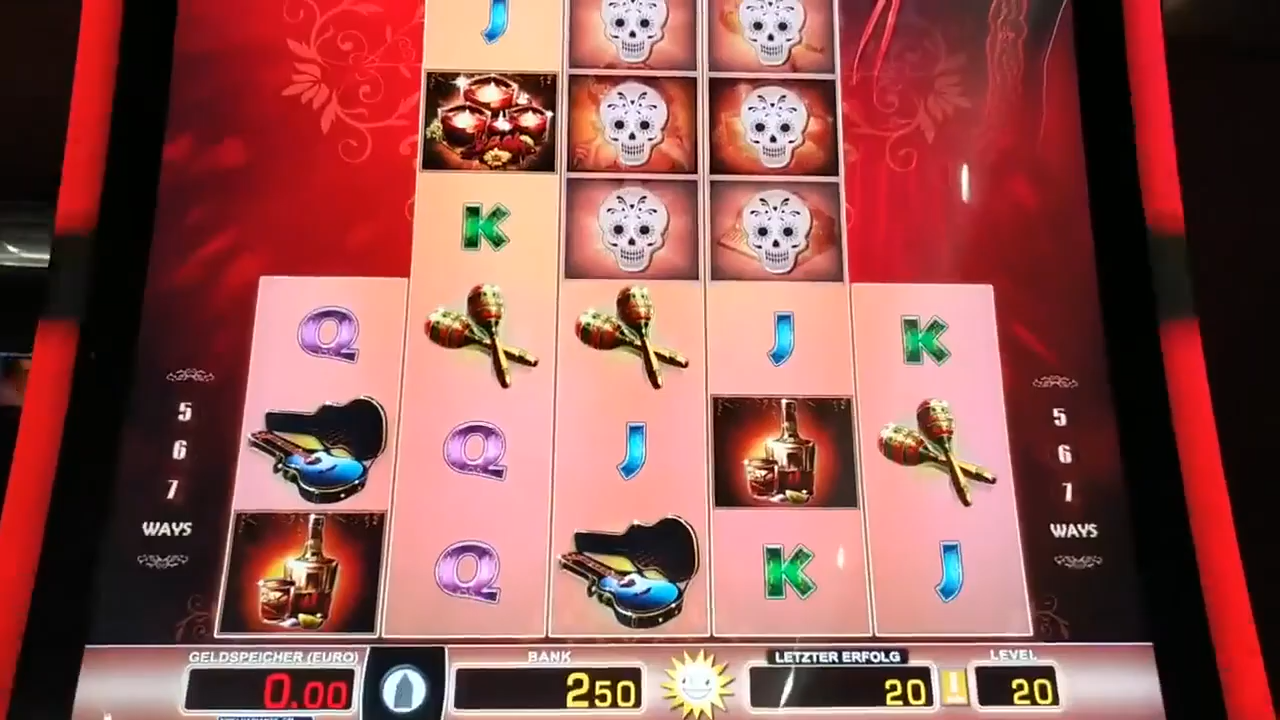 J
K
Q J K
5 5
6 Q J 6
7 7
WAYS WAYS
Q K J
GELDSPEICHER (EURO) BANK LETZTER ERFOLG LEVEL
0.00 250 20 20